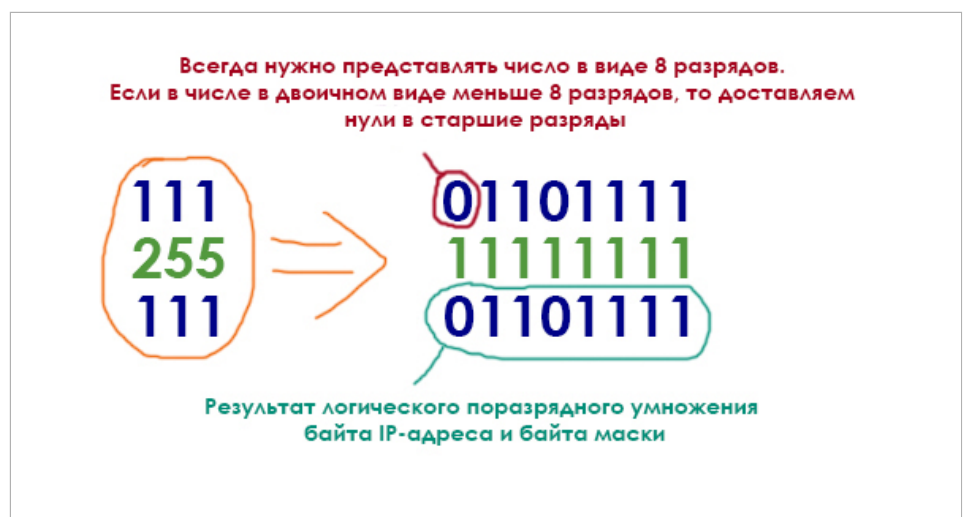 Всегда нужно представлять число в виде 8 разрядов.
Если в числе в двоичном виде меньше 8 разрядов, то доставляем
нули в старшие разряды
111 01101111
255 11111111
111 01101111
Результат логического поразрядного умножения
байта IP-адреса и байта маски